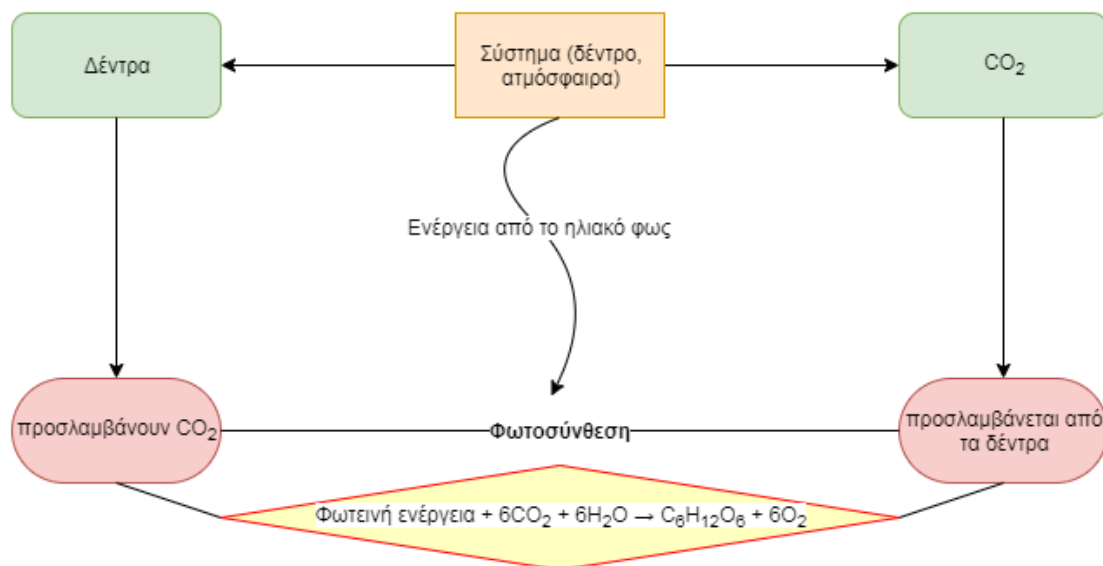 Δέντρα
Σύστημα (δέντρο,
ατμόσφαιρα)
CO₂
Ενέργεια από το ηλιακό φως
προσλαμβάνουν CO₂
Φωτοσύνθεση
προσλαμβάνεται από
τα δέντρα
Φωτεινή ενέργεια + 6CO₂ + 6H₂O → C₆H₁₂O₆ + 6O₂